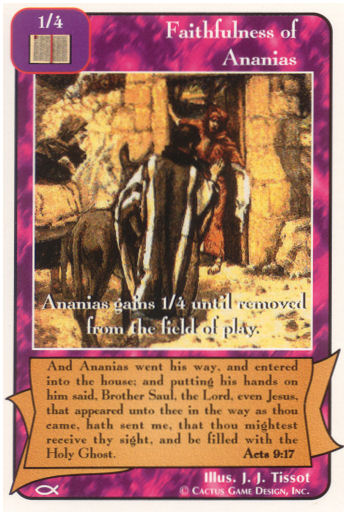 1/4
Faithfulness of
Ananias
Ananias gains 1/4 until removed
from the field of play.
And Ananias went his way, and entered
into the house; and putting his hands on
him said, Brother Saul, the Lord, even Jesus,
that appeared unto thee in the way as thou
came, hath sent me, that thou mightest
receive thy sight, and be filled with the
Holy Ghost. Acts 9:17
Illus. J. J. Tissot
© Cactus Game Design, Inc.